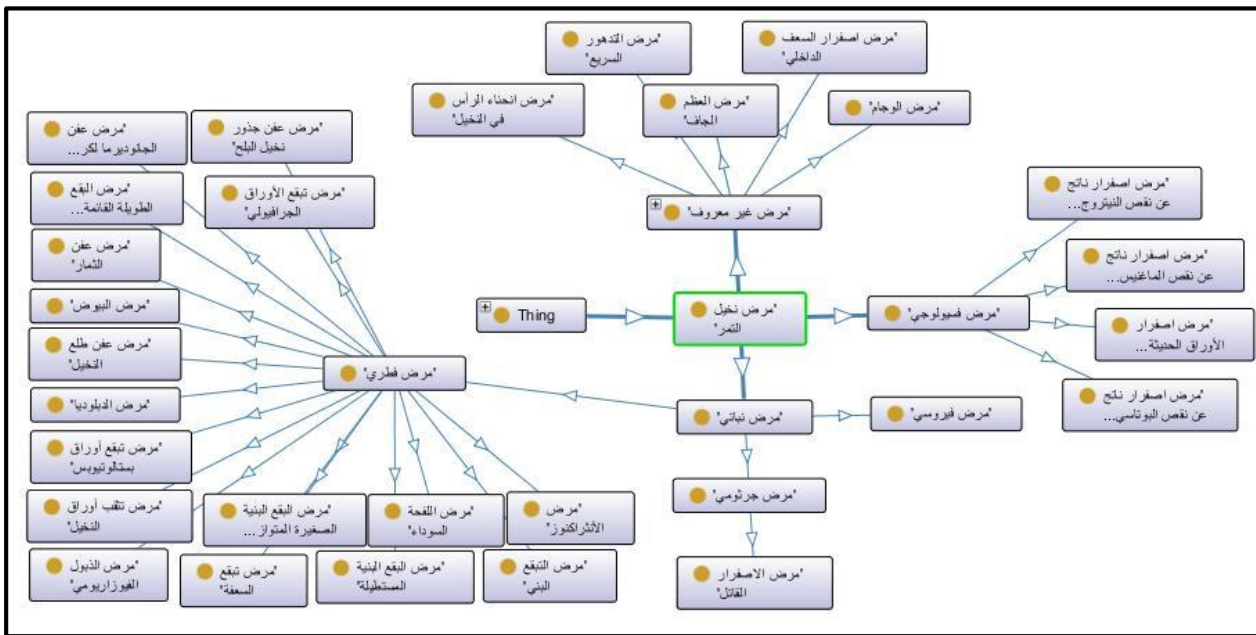 'مرض التدهور
السريع'
'مرض اصفرار السعف
الداخلي'
'مرض انحناء الرأس
في النخيل'
'مرض العظم
الجاف'
'مرض الوجام'
'مرض عفن
الجانوديرما لكر...
'مرض عفن جذور
نخيل البلح'
'مرض البقع
الطويلة القائمة...
'مرض تبقع الأوراق
الجرافيولي'
'مرض غير معروف'
'مرض اصفرار ناتج
عن نقص النيتروج...
'مرض عفن
الثمار'
'مرض اصفرار ناتج
عن نقص الماغنيس...
'مرض البيوض'
Thing
'مرض نخيل
التمر'
'مرض فسيولوجي'
'مرض اصفرار
الأوراق الحديثة...
'مرض عفن طلع
النخيل'
'مرض فطري'
'مرض الدبلوديا'
'مرض نباتي'
'مرض فيروسي'
'مرض اصفرار ناتج
عن نقص البوتاسي...
'مرض تبقع أوراق
بستالوتيوبس'
'مرض تثقب أوراق
النخيل'
'مرض البقع البنية
الصغيرة المتواز...
'مرض اللفحة
السوداء'
'مرض
الأنثراكنوز'
'مرض جرثومي'
'مرض الذبول
الفيوزاريومي'
'مرض تبقع
السعفة'
'مرض البقع البنية
المستطيلة'
'مرض التبقع
البني'
'مرض الاصفرار
القاتل'